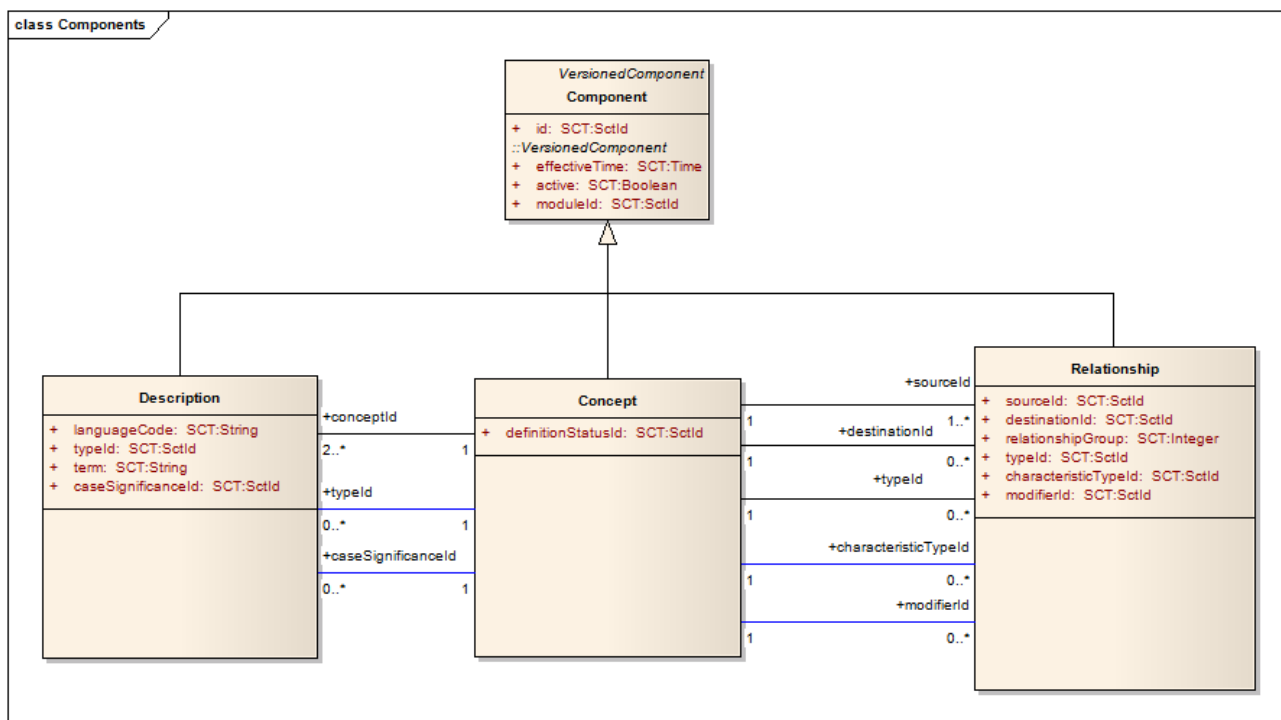 class Components
VersionedComponent
Component
+ id: SCT:SctId
::VersionedComponent
+ effectiveTime: SCT:Time
+ active: SCT:Boolean
+ moduleId: SCT:SctId
Description
+ languageCode: SCT:String
+ typeId: SCT:SctId
+ term: SCT:String
+ caseSignificanceId: SCT:SctId
+conceptId
2..* 1
+typeId
0..* 1
+caseSignificanceId
0..* 1
Concept
+ definitionStatusId: SCT:SctId
+sourceId
1 1..*
+destinationId
1 0..*
+typeId
1 0..*
+characteristicTypeId
1 0..*
+modifierId
1 0..*
Relationship
+ sourceId: SCT:SctId
+ destinationId: SCT:SctId
+ relationshipGroup: SCT:Integer
+ typeId: SCT:SctId
+ characteristicTypeId: SCT:SctId
+ modifierId: SCT:SctId